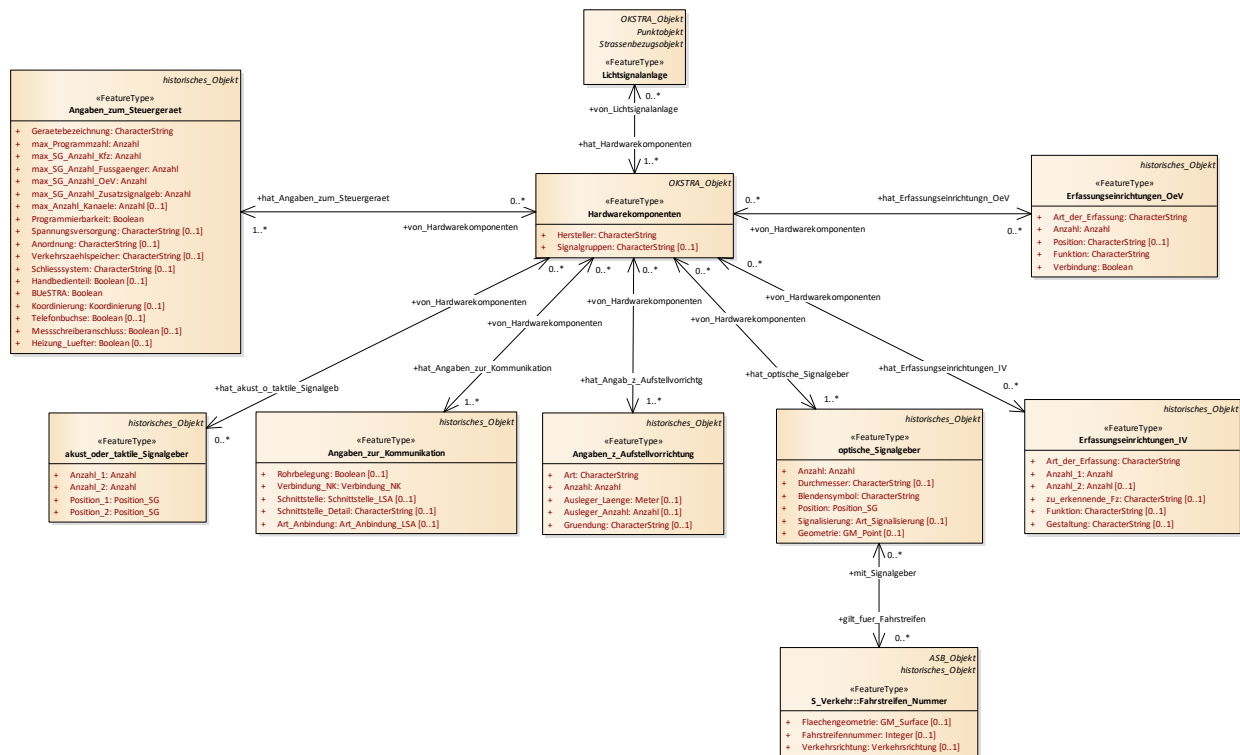 OKSTRA_Objekt
Punktobjekt
Strassenbezugsobjekt
«FeatureType»
Lichtsignalanlage
0..*
+von_Lichtsignalanlage
+hat_Hardwarekomponenten
1..*
historisches_Objekt
«FeatureType»
Angaben_zum_Steuergeraet
+ Geraetebezeichnung: CharacterString
+ max_Programmzahl: Anzahl
+ max_SG_Anzahl_Kfz: Anzahl
+ max_SG_Anzahl_Fussgaenger: Anzahl
+ max_SG_Anzahl_OeV: Anzahl
+ max_SG_Anzahl_Zusatzsignalgeb: Anzahl
+ max_Anzahl_Kanaele: Anzahl [0..1]
+ Programmierbarkeit: Boolean
+ Spannungsversorgung: CharacterString [0..1]
+ Anordnung: CharacterString [0..1]
+ Verkehrszaehlspeicher: CharacterString [0..1]
+ Schliesssystem: CharacterString [0..1]
+ Handbedienteil: Boolean [0..1]
+ BUeSTRA: Boolean
+ Koordinierung: Koordinierung [0..1]
+ Telefonbuchse: Boolean [0..1]
+ Messschreiberanschluss: Boolean [0..1]
+ Heizung_Luefter: Boolean [0..1]
+hat_Angaben_zum_Steuergeraet
0..*
1..*
+von_Hardwarekomponenten
OKSTRA_Objekt
«FeatureType»
Hardwarekomponenten
+ Hersteller: CharacterString
+ Signalgruppen: CharacterString [0..1]
0..*
+hat_Erfassungseinrichtungen_OeV
+von_Hardwarekomponenten
0..*
historisches_Objekt
«FeatureType»
Erfassungseinrichtungen_OeV
+ Art_der_Erfassung: CharacterString
+ Anzahl: Anzahl
+ Position: CharacterString [0..1]
+ Funktion: CharacterString
+ Verbindung: Boolean
0..*
0..*
0..*
0..*
0..*
+von_Hardwarekomponenten
+von_Hardwarekomponenten
+von_Hardwarekomponenten
+von_Hardwarekomponenten
+von_Hardwarekomponenten
+hat_akust_o_taktile_Signalgeb
+hat_Angaben_zur_Kommunikation
+hat_Angab_z_Aufstellvorrichtg
+hat_optische_Signalgeber
+hat_Erfassungseinrichtungen_IV
0..*
1..*
1..*
1..*
0..*
historisches_Objekt
«FeatureType»
akust_oder_taktile_Signalgeber
+ Anzahl_1: Anzahl
+ Anzahl_2: Anzahl
+ Position_1: Position_SG
+ Position_2: Position_SG
historisches_Objekt
«FeatureType»
Angaben_zur_Kommunikation
+ Rohrbelegung: Boolean [0..1]
+ Verbindung_NK: Verbindung_NK
+ Schnittstelle: Schnittstelle_LSA [0..1]
+ Schnittstelle_Detail: CharacterString [0..1]
+ Art_Anbindung: Art_Anbindung_LSA [0..1]
historisches_Objekt
«FeatureType»
Angaben_z_Aufstellvorrichtung
+ Art: CharacterString
+ Anzahl: Anzahl
+ Ausleger_Laenge: Meter [0..1]
+ Ausleger_Anzahl: Anzahl [0..1]
+ Gruendung: CharacterString [0..1]
historisches_Objekt
«FeatureType»
optische_Signalgeber
+ Anzahl: Anzahl
+ Durchmesser: CharacterString [0..1]
+ Blendensymbol: CharacterString
+ Position: Position_SG
+ Signalisierung: Art_Signalisierung [0..1]
+ Geometrie: GM_Point [0..1]
historisches_Objekt
«FeatureType»
Erfassungseinrichtungen_IV
+ Art_der_Erfassung: CharacterString
+ Anzahl_1: Anzahl
+ Anzahl_2: Anzahl [0..1]
+ zu_erkennende_Fz: CharacterString [0..1]
+ Funktion: CharacterString [0..1]
+ Gestaltung: CharacterString [0..1]
0..*
+mit_Signalgeber
+gilt_fuer_Fahrstreifen
0..*
ASB_Objekt
historisches_Objekt
«FeatureType»
S_Verkehr::Fahrstreifen_Nummer
+ Flaechengeometrie: GM_Surface [0..1]
+ Fahrstreifennummer: Integer [0..1]
+ Verkehrsrichtung: Verkehrsrichtung [0..1]